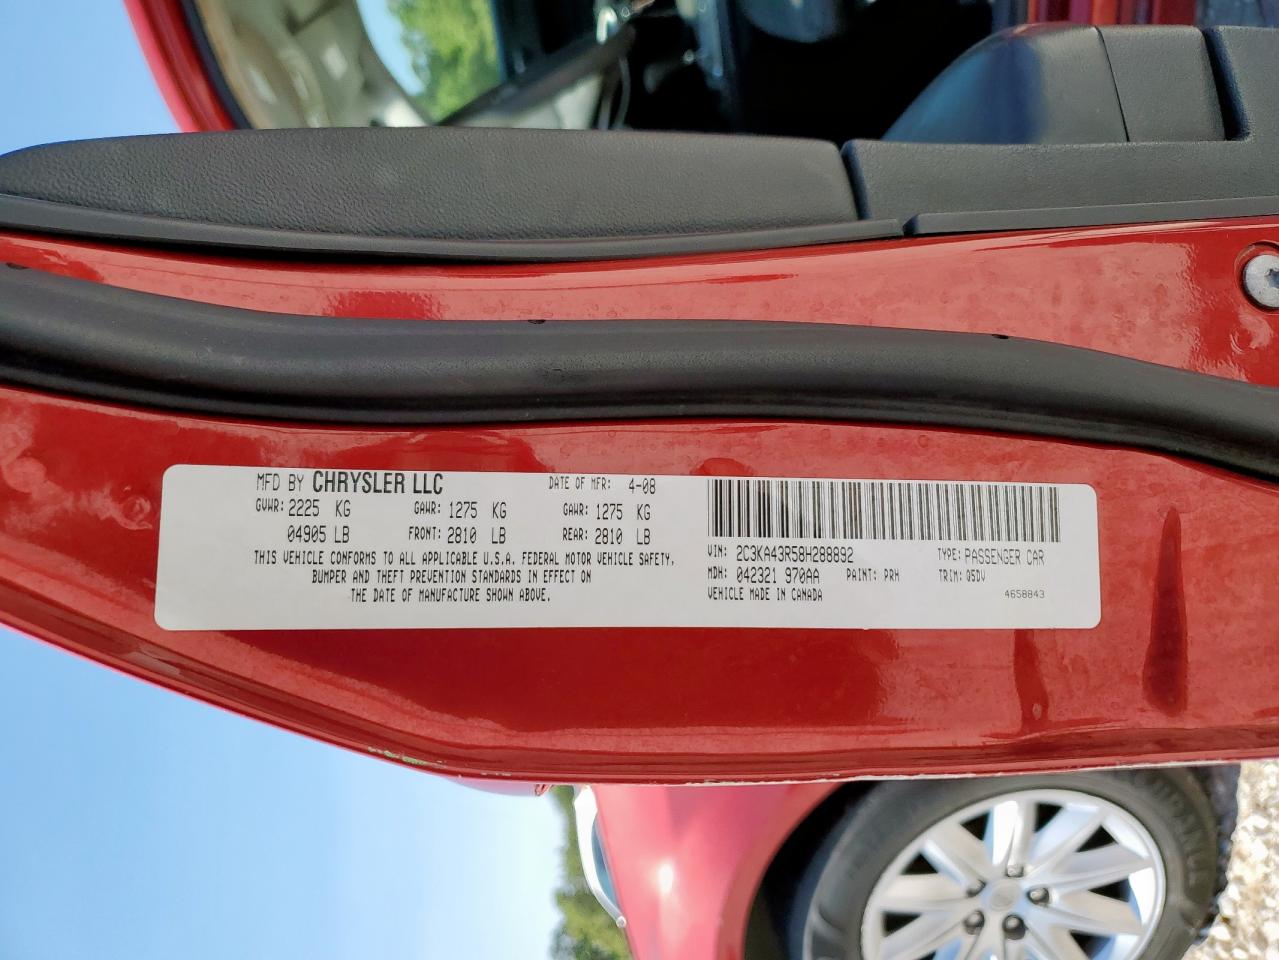 MFD BY CHRYSLER LLC DATE OF MFR: 4-08
GVWR: 2225 KG GAWR: 1275 KG GAWR: 1275 KG
04905 LB FRONT: 2810 LB REAR: 2810 LB
THIS VEHICLE CONFORMS TO ALL APPLICABLE U.S.A. FEDERAL MOTOR VEHICLE SAFETY,
BUMPER AND THEFT PREVENTION STANDARDS IN EFFECT ON
THE DATE OF MANUFACTURE SHOWN ABOVE.
VIN: 2C3KA43R58H288892 TYPE: PASSENGER CAR
MDH: 042321 970AA PAINT: PRH TRIM: Q5DV
VEHICLE MADE IN CANADA 4658843